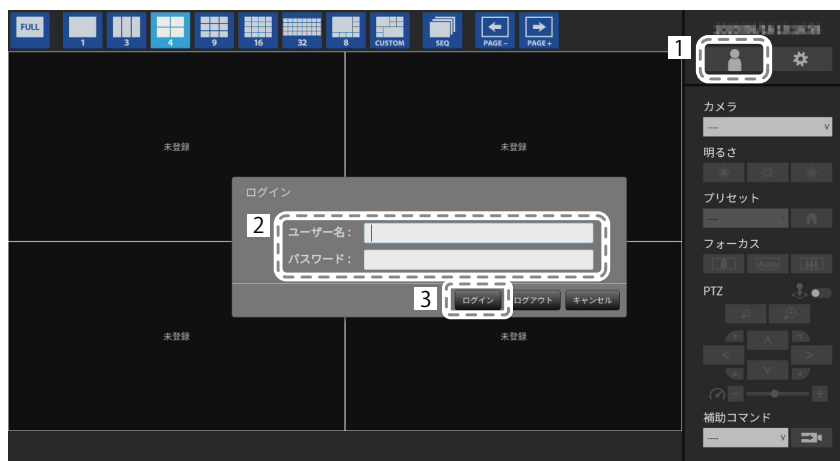 FULL
1
3
4
9
16
32
8
CUSTOM
SEQ
PAGE−
PAGE+
1
カメラ
----
明るさ
プリセット
----
フォーカス
Auto
PTZ
補助コマンド
----
未登録
未登録
ログイン
2
ユーザー名 :
パスワード :
3
ログイン
ログアウト
キャンセル
未登録
未登録